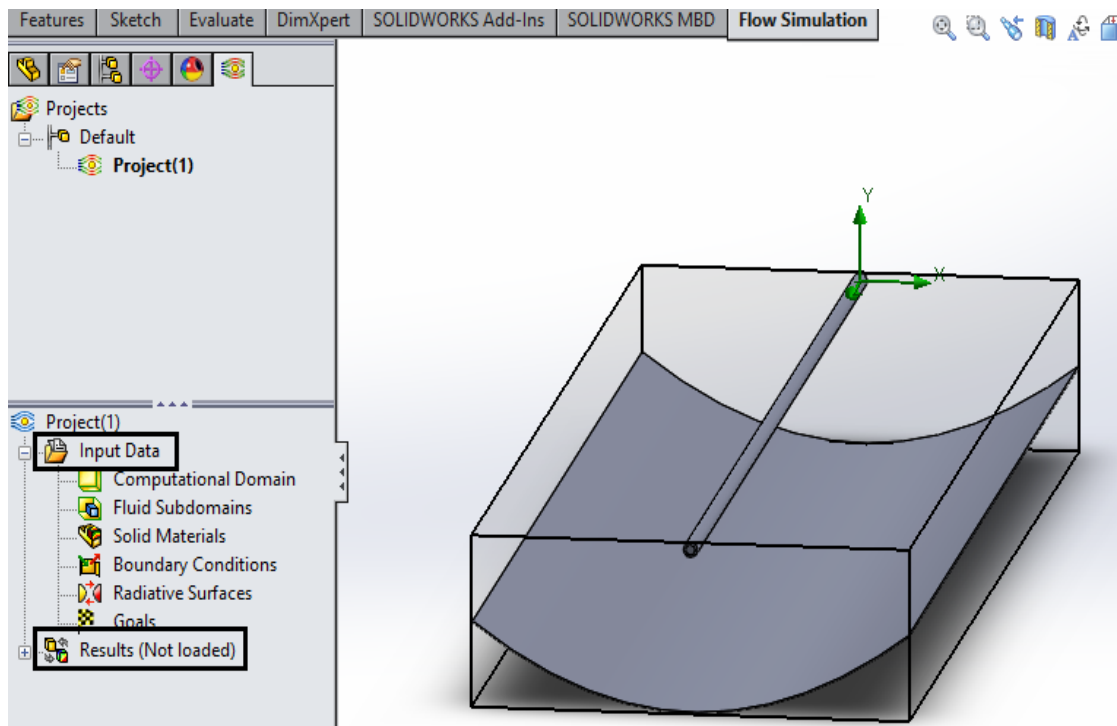 Features Sketch Evaluate DimXpert SOLIDWORKS Add-Ins SOLIDWORKS MBD Flow Simulation
Projects
Default
Project(1)
Y
X
Project(1)
Input Data
Computational Domain
Fluid Subdomains
Solid Materials
Boundary Conditions
Radiative Surfaces
Goals
Results (Not loaded)